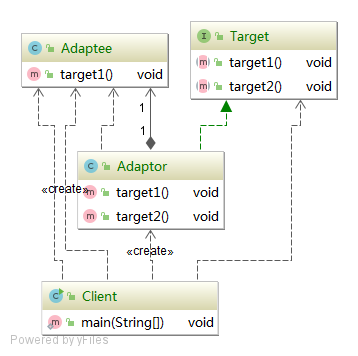 Target
target1() void
target2() void
Adaptee
target1() void
1
1
Adaptor
target1() void
target2() void
«create»
«create»
Client
main(String[]) void
Powered by yFiles